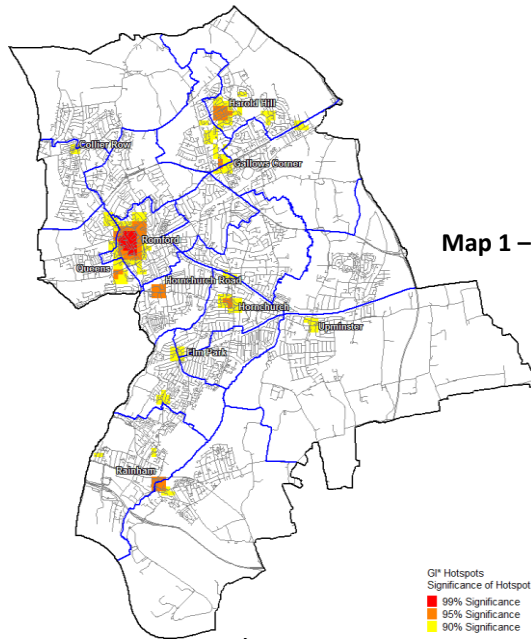 Harold Hill
Collier Row
Gallows Corner
Map 1 –
Romford
Queens
Hornchurch Road
Hornchurch
Upminster
Elm Park
Rainham
GI* Hotspots
Significance of Hotspot
99% Significance
95% Significance
90% Significance